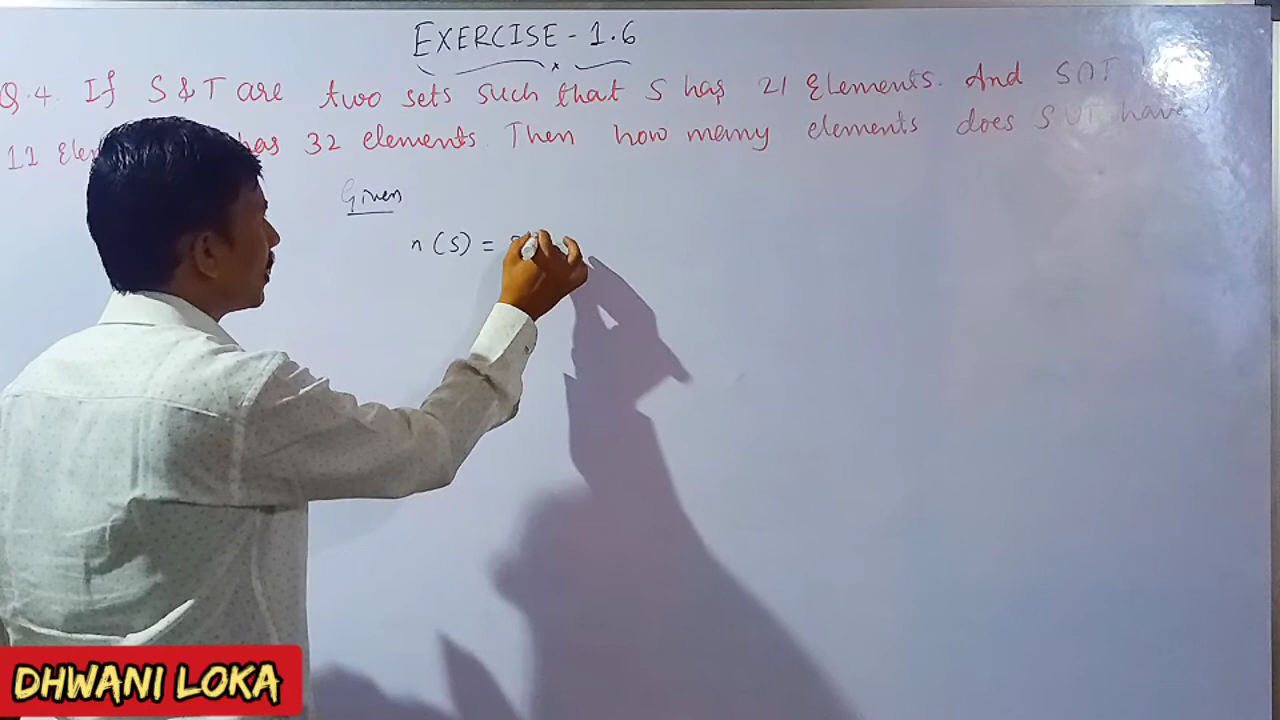 EXERCISE - 1.6
Q.4. If S & T are two sets such that S has 21 Elements. And S∩T
11 has 32 elements Then how many elements does S∪T have
Given
n (S) =
DHWANI LOKA